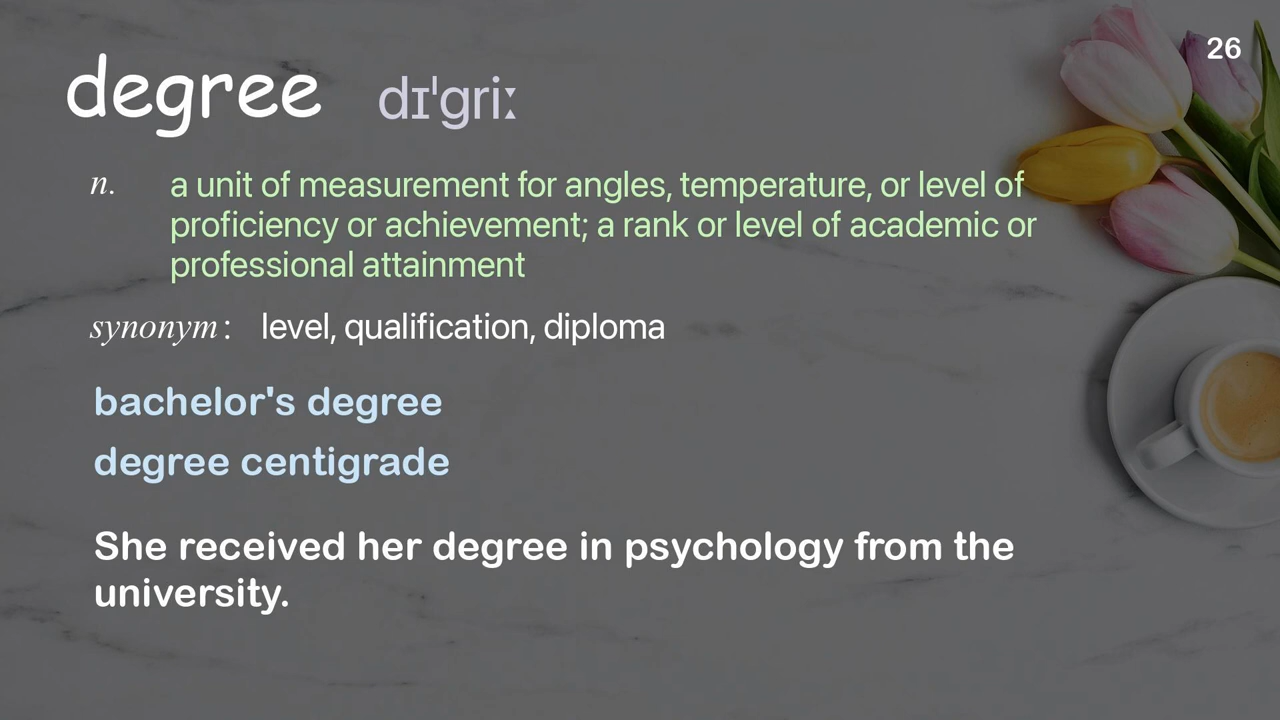 26
degree dɪˈɡriː
n. a unit of measurement for angles, temperature, or level of
proficiency or achievement; a rank or level of academic or
professional attainment
synonym: level, qualification, diploma
bachelor's degree
degree centigrade
She received her degree in psychology from the
university.